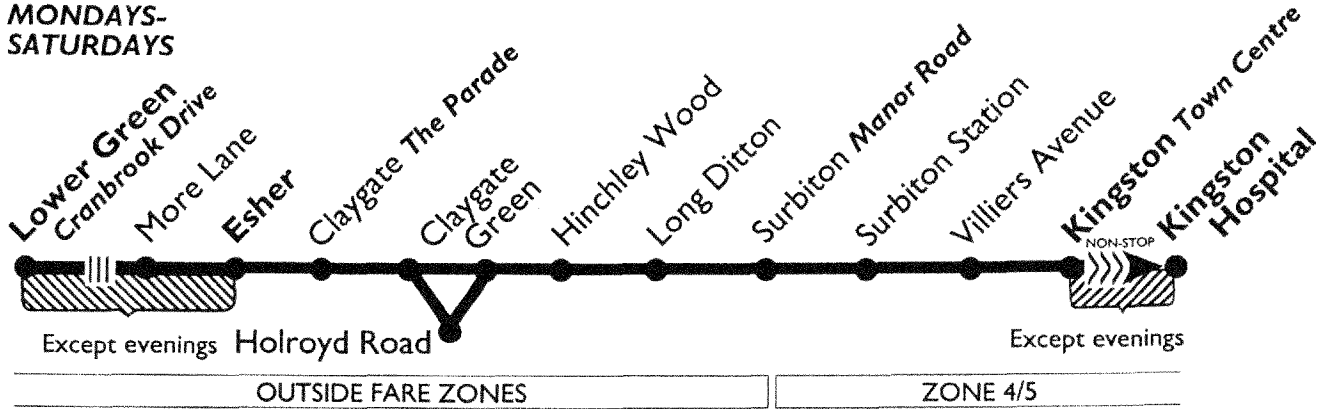 MONDAYS-
SATURDAYS
Lower Green
Cranbrook Drive
More Lane
Esher
Claygate The Parade
Claygate
Green
Hinchley Wood
Long Ditton
Surbiton Manor Road
Surbiton Station
Villiers Avenue
Kingston Town Centre
Kingston
Hospital
NON-STOP
Except evenings
Holroyd Road
Except evenings
OUTSIDE FARE ZONES
ZONE 4/5